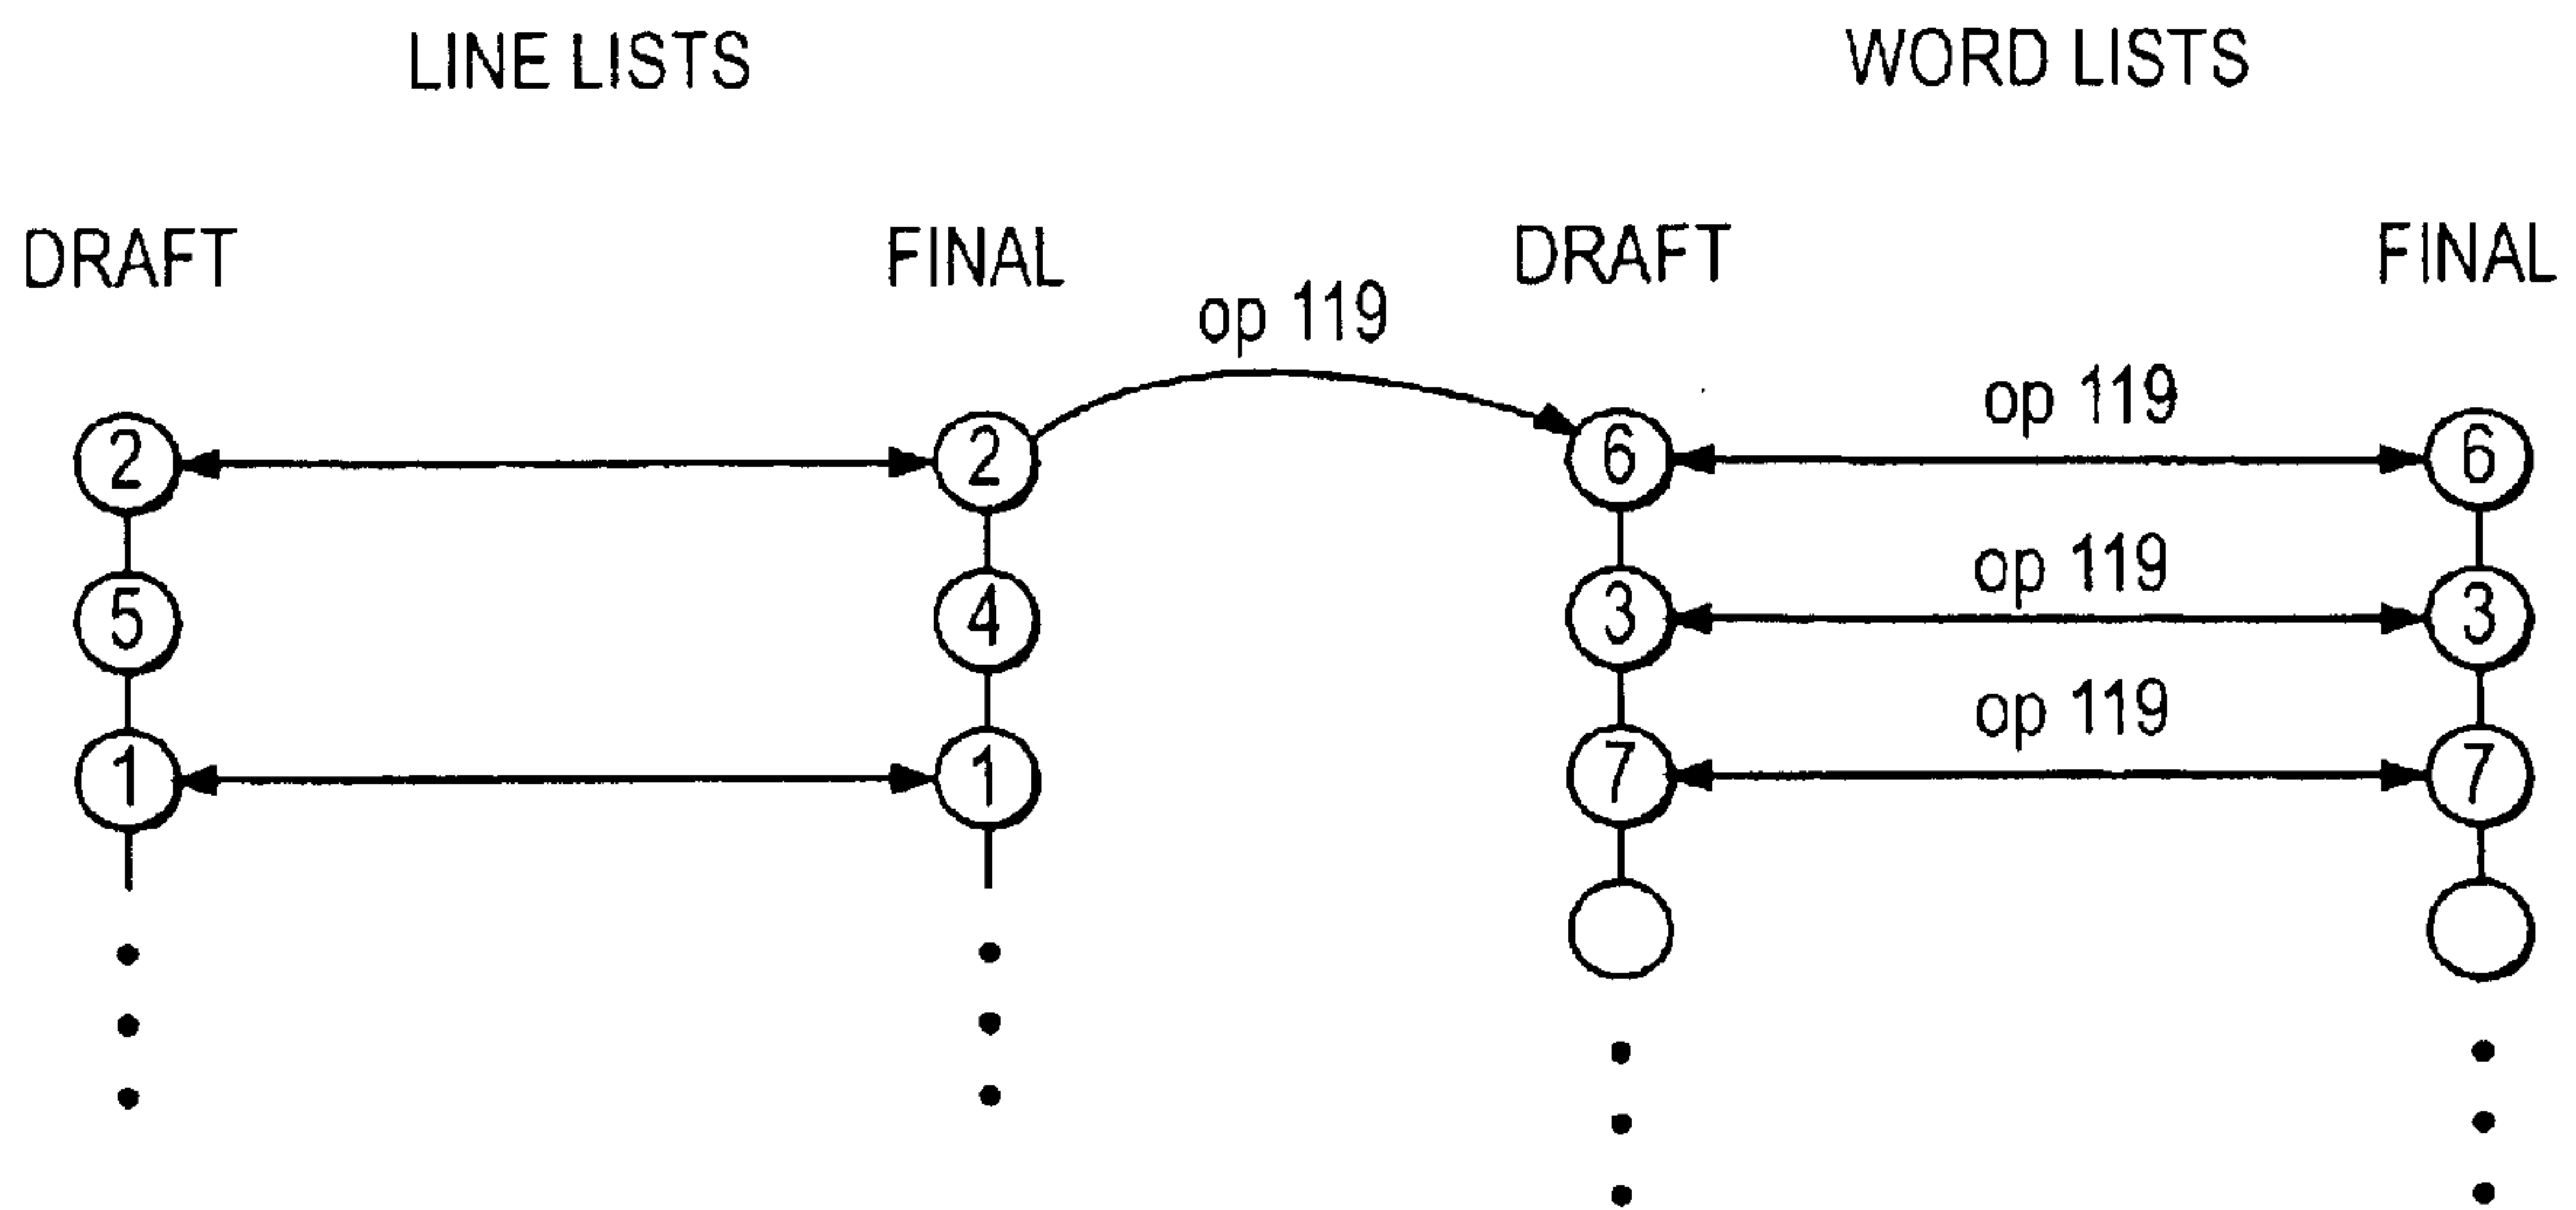 LINE LISTS WORD LISTS
DRAFT FINAL DRAFT FINAL
op 119
op 119
2 2 6 6
op 119
5 4 3 3
op 119
1 1 7 7